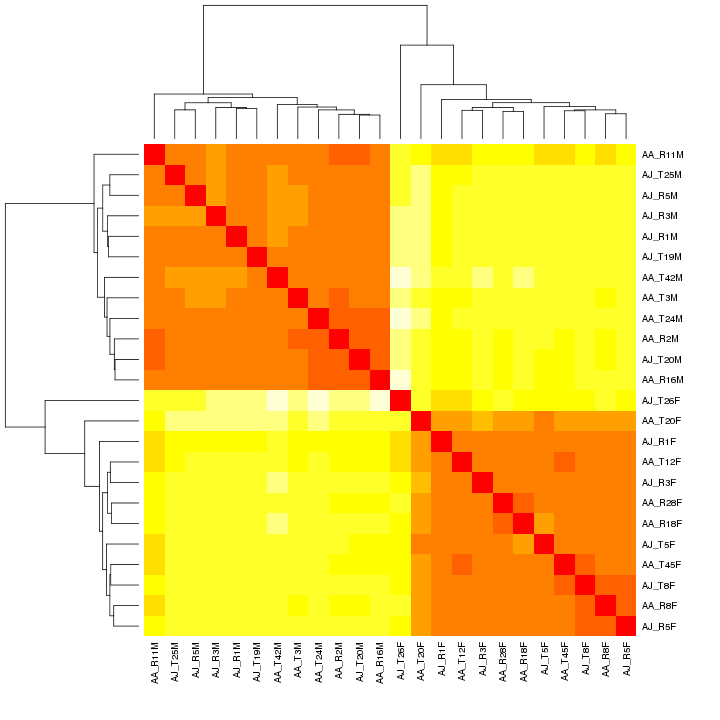 AA_R11M
AJ_T25M
AJ_R5M
AJ_R3M
AJ_R1M
AJ_T19M
AA_T42M
AA_T3M
AA_T24M
AA_R2M
AJ_T20M
AA_R16M
AJ_T26F
AA_T20F
AJ_R1F
AA_T12F
AJ_R3F
AA_R28F
AA_R18F
AJ_T5F
AA_T45F
AJ_T8F
AA_R8F
AJ_R5F
AA_R11M
AJ_T25M
AJ_R5M
AJ_R3M
AJ_R1M
AJ_T19M
AA_T42M
AA_T3M
AA_T24M
AA_R2M
AJ_T20M
AA_R16M
AJ_T26F
AA_T20F
AJ_R1F
AA_T12F
AJ_R3F
AA_R28F
AA_R18F
AJ_T5F
AA_T45F
AJ_T8F
AA_R8F
AJ_R5F